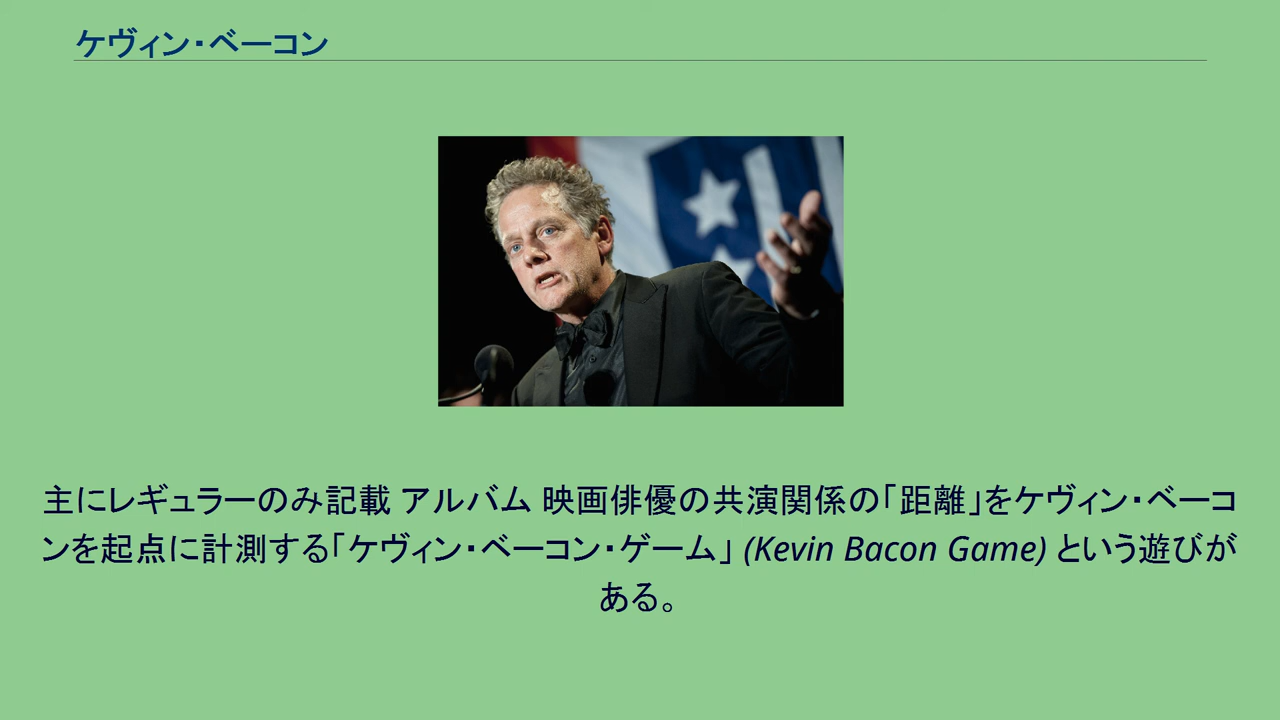 ケヴィン・ベーコン
主にレギュラーのみ記載 アルバム 映画俳優の共演関係の「距離」をケヴィン・ベーコ
ンを起点に計測する「ケヴィン・ベーコン・ゲーム」 (Kevin Bacon Game) という遊びが
ある。